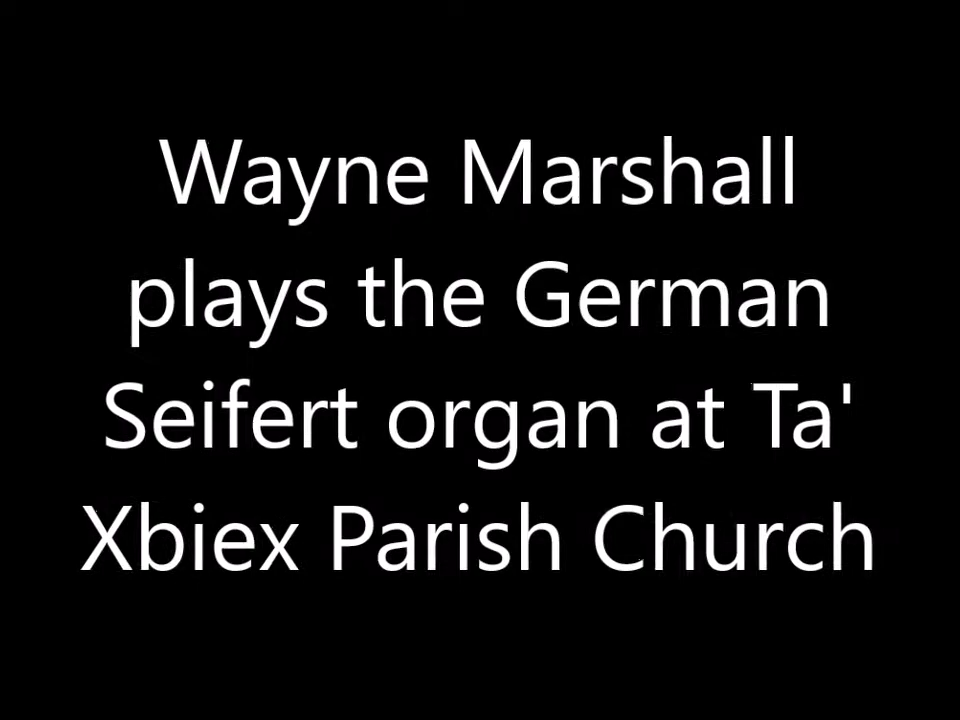 Wayne Marshall
plays the German
Seifert organ at Ta'
Xbiex Parish Church